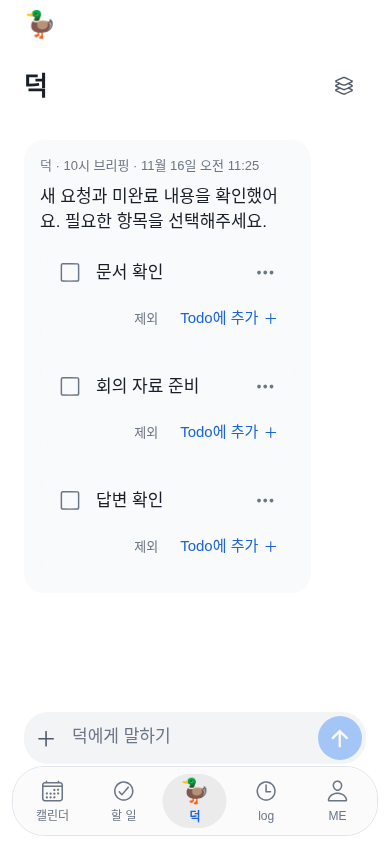 덕
덕 · 10시 브리핑 · 11월 16일 오전 11:25
새 요청과 미완료 내용을 확인했어
요. 필요한 항목을 선택해주세요.
문서 확인
제외 Todo에 추가 +
회의 자료 준비
제외 Todo에 추가 +
답변 확인
제외 Todo에 추가 +
덕에게 말하기
캘린더 할 일 덕 log ME